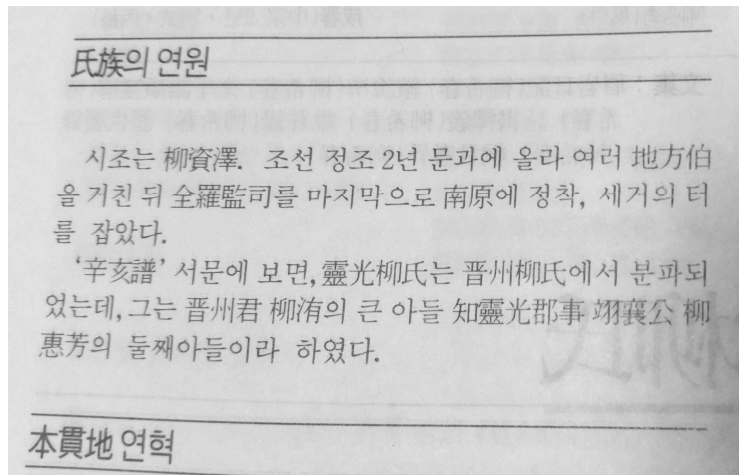 氏族의 연원
시조는 柳資澤. 조선 정조 2년 문과에 올라 여러 地方伯
을 거친 뒤 全羅監司를 마지막으로 南原에 정착, 세거의 터
를 잡았다.
‘辛亥譜’ 서문에 보면, 靈光柳氏는 晋州柳氏에서 분파되
었는데, 그는 晋州君 柳洧의 큰 아들 知靈光郡事 翊襄公 柳
惠芳의 둘째아들이라 하였다.
本貫地 연혁